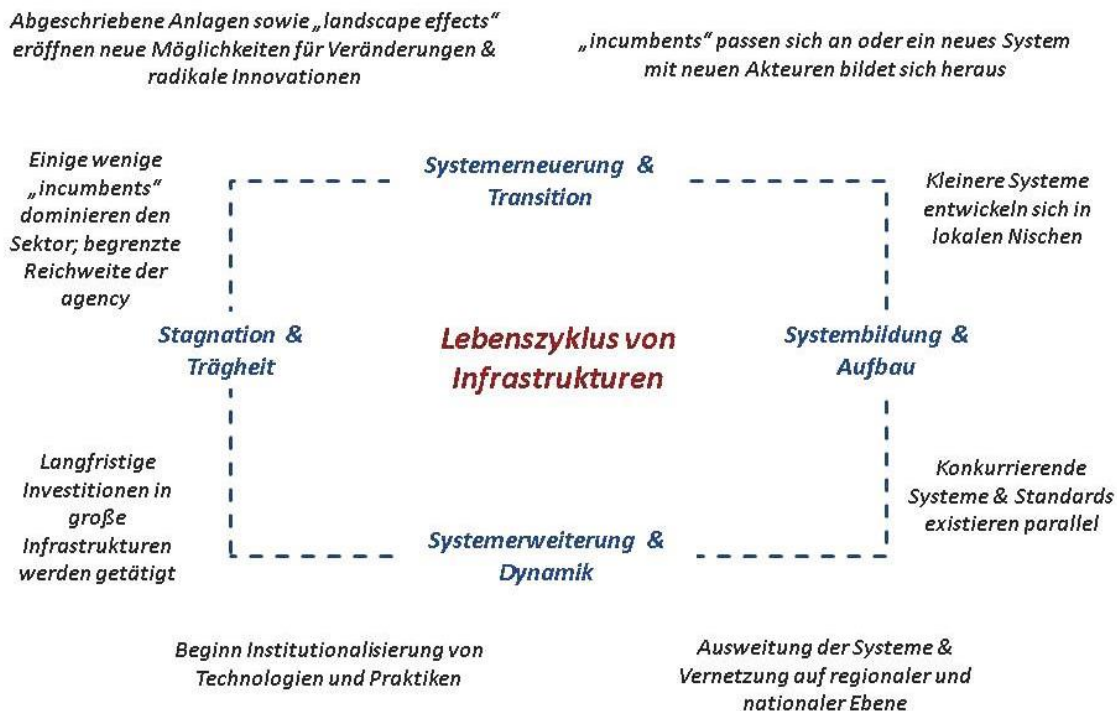 Abgeschriebene Anlagen sowie „landscape effects“
eröffnen neue Möglichkeiten für Veränderungen &
radikale Innovationen
„incumbents“ passen sich an oder ein neues System
mit neuen Akteuren bildet sich heraus
Einige wenige
„incumbents“
dominieren den
Sektor; begrenzte
Reichweite der
agency
Systemerneuerung &
Transition
Kleinere Systeme
entwickeln sich in
lokalen Nischen
Stagnation &
Trägheit
Lebenszyklus von
Infrastrukturen
Systembildung &
Aufbau
Langfristige
Investitionen in
große
Infrastrukturen
werden getätigt
Systemerweiterung &
Dynamik
Konkurrierende
Systeme & Standards
existieren parallel
Beginn Institutionalisierung von
Technologien und Praktiken
Ausweitung der Systeme &
Vernetzung auf regionaler und
nationaler Ebene